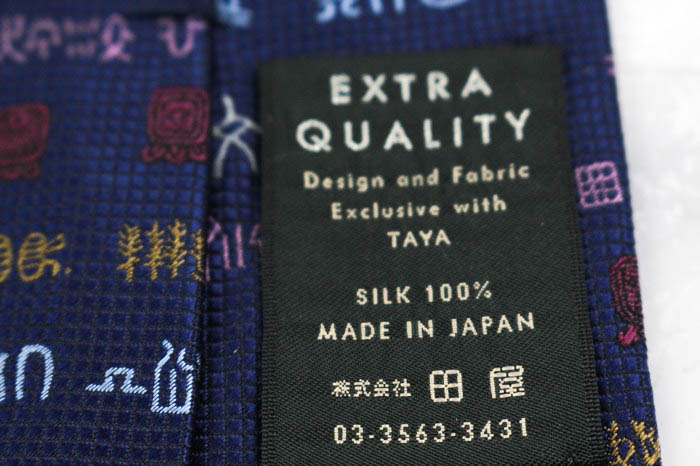 EXTRA
QUALITY
Design and Fabric
Exclusive with
TAYA
SILK 100%
MADE IN JAPAN
株式会社 田屋
03-3563-3431